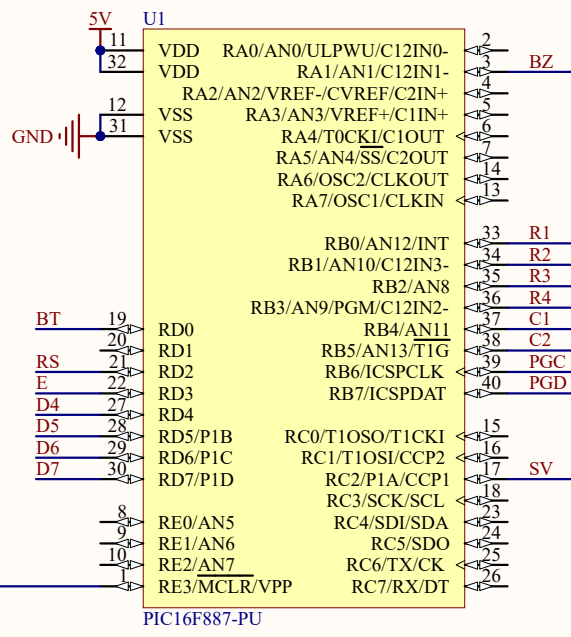 5V
U1
11 VDD RA0/AN0/ULPWU/C12IN0- 2
32 VDD RA1/AN1/C12IN1- 3 BZ
RA2/AN2/VREF-/CVREF/C2IN+ 4
12 VSS RA3/AN3/VREF+/C1IN+ 5
GND 31 VSS RA4/T0CKI/C1OUT 6
RA5/AN4/SS/C2OUT 7
RA6/OSC2/CLKOUT 14
RA7/OSC1/CLKIN 13
RB0/AN12/INT 33 R1
RB1/AN10/C12IN3- 34 R2
RB2/AN8 35 R3
RB3/AN9/PGM/C12IN2- 36 R4
BT 19 RD0 RB4/AN11 37 C1
20 RD1 RB5/AN13/T1G 38 C2
RS 21 RD2 RB6/ICSPCLK 39 PGC
E 22 RD3 RB7/ICSPDAT 40 PGD
D4 27 RD4
D5 28 RD5/P1B RC0/T1OSO/T1CKI 15
D6 29 RD6/P1C RC1/T1OSI/CCP2 16
D7 30 RD7/P1D RC2/P1A/CCP1 17 SV
RC3/SCK/SCL 18
8 RE0/AN5 RC4/SDI/SDA 23
9 RE1/AN6 RC5/SDO 24
10 RE2/AN7 RC6/TX/CK 25
1 RE3/MCLR/VPP RC7/RX/DT 26
PIC16F887-PU